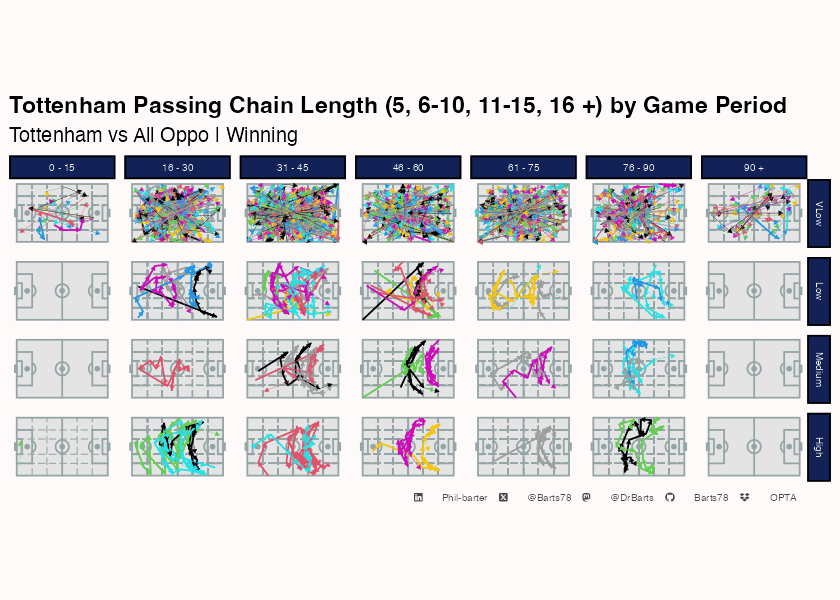 Tottenham Passing Chain Length (5, 6-10, 11-15, 16 +) by Game Period
Tottenham vs All Oppo | Winning
0 - 15 16 - 30 31 - 45 46 - 60 61 - 75 76 - 90 90 +
VLow
Low
Medium
High
Phil-barter @Barts78 @DrBarts Barts78 OPTA